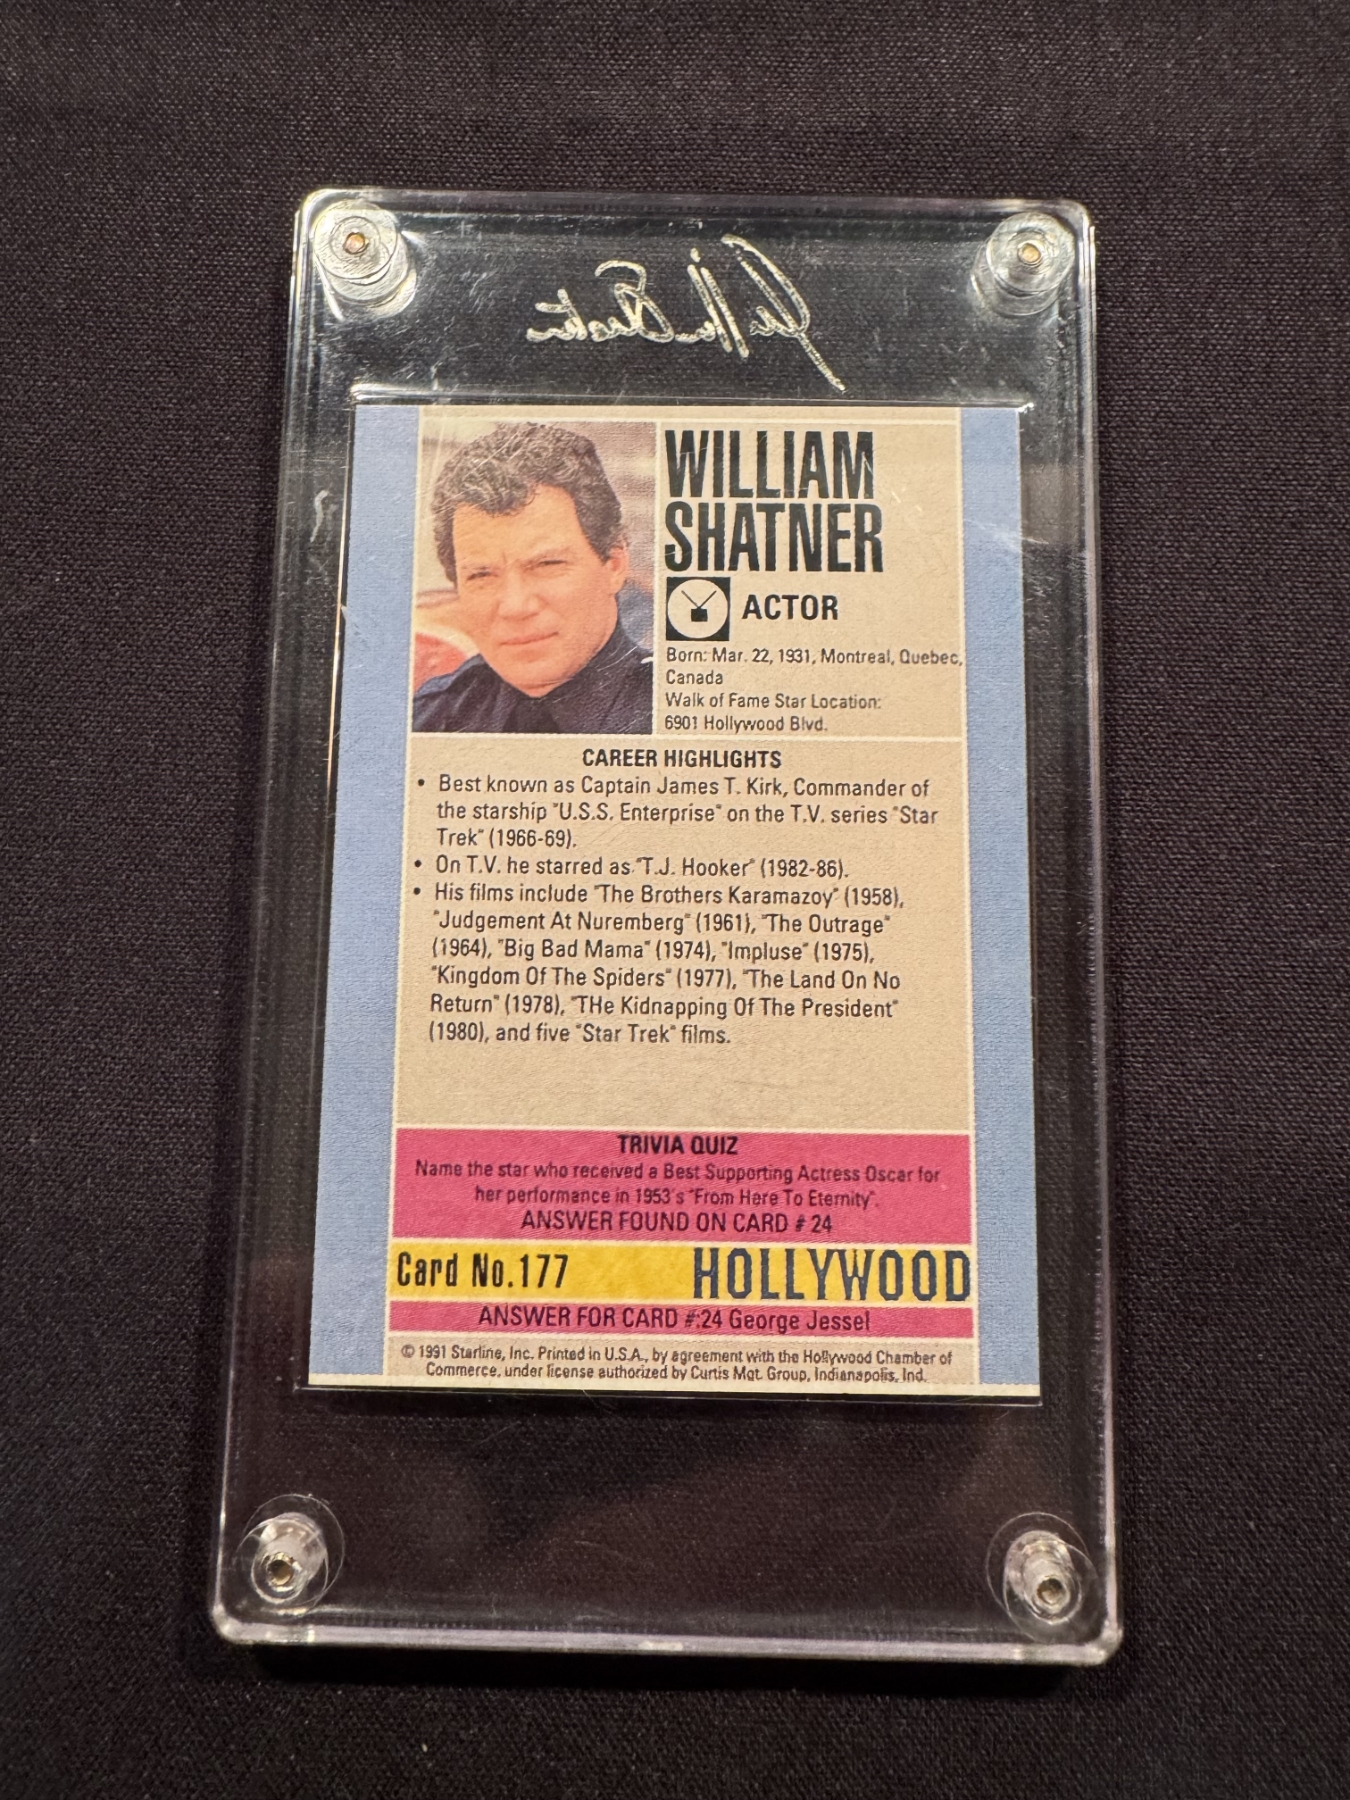 WILLIAM
SHATNER
ACTOR
Born: Mar. 22, 1931, Montreal, Quebec,
Canada
Walk of Fame Star Location:
6901 Hollywood Blvd.
CAREER HIGHLIGHTS
• Best known as Captain James T. Kirk, Commander of
the starship "U.S.S. Enterprise" on the T.V. series "Star
Trek" (1966-69).
• On T.V. he starred as "T.J. Hooker" (1982-86).
• His films include "The Brothers Karamazoy" (1958),
"Judgement At Nuremberg" (1961), "The Outrage"
(1964), "Big Bad Mama" (1974), "Impluse" (1975),
"Kingdom Of The Spiders" (1977), "The Land On No
Return" (1978), "THe Kidnapping Of The President"
(1980), and five "Star Trek" films.
TRIVIA QUIZ
Name the star who received a Best Supporting Actress Oscar for
her performance in 1953's "From Here To Eternity".
ANSWER FOUND ON CARD # 24
Card No.177 HOLLYWOOD
ANSWER FOR CARD #:24 George Jessel
© 1991 Starline, Inc. Printed in U.S.A., by agreement with the Hollywood Chamber of
Commerce, under license authorized by Curtis Mgt. Group, Indianapolis, Ind.